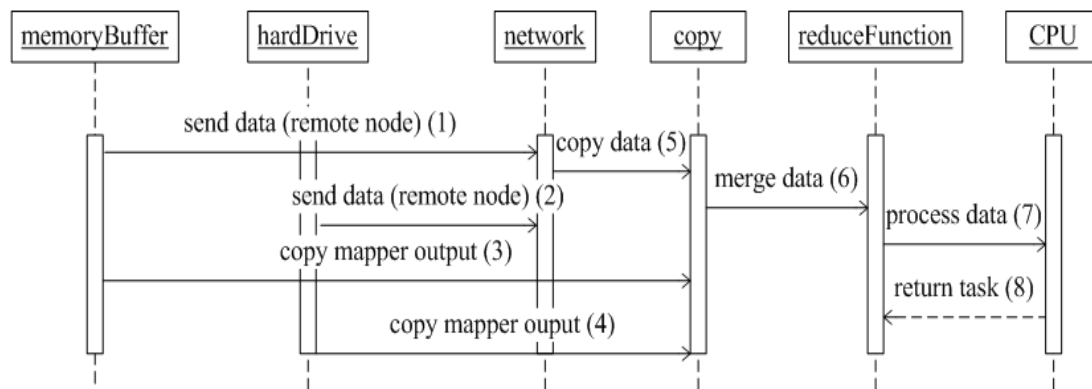 memoryBuffer
hardDrive
network
copy
reduceFunction
CPU
send data (remote node) (1)
copy data (5)
merge data (6)
send data (remote node) (2)
process data (7)
copy mapper output (3)
return task (8)
copy mapper ouput (4)